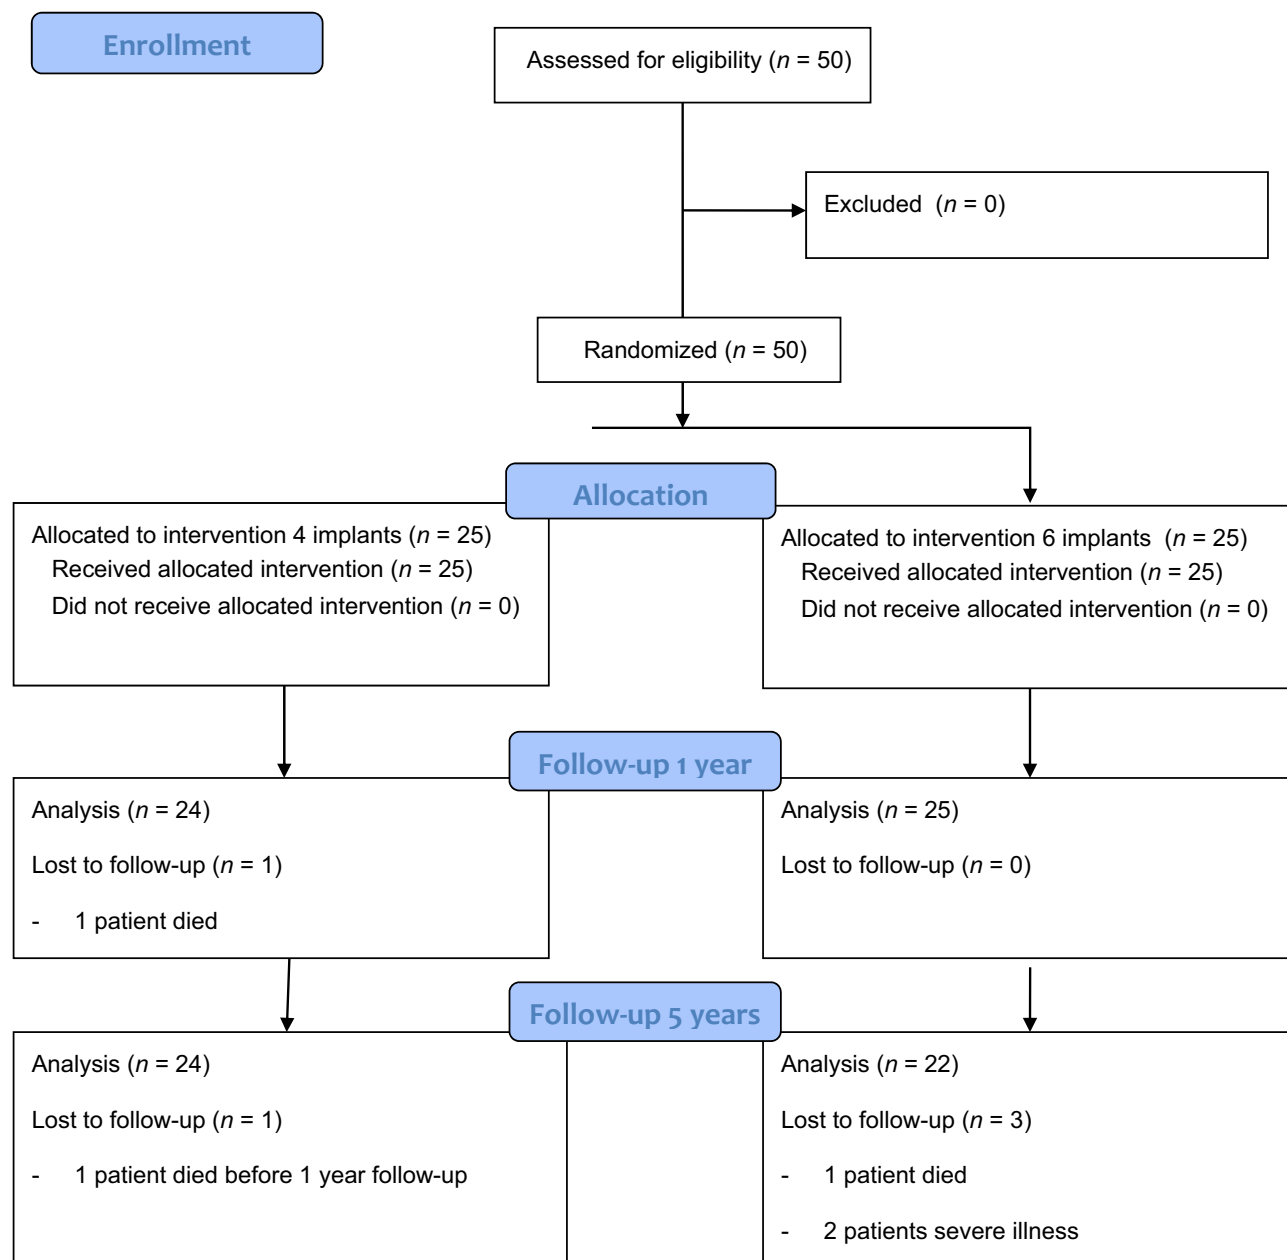 Enrollment
Assessed for eligibility (n = 50)
Excluded (n = 0)
Randomized (n = 50)
Allocation
Allocated to intervention 4 implants (n = 25)
Received allocated intervention (n = 25)
Did not receive allocated intervention (n = 0)
Allocated to intervention 6 implants (n = 25)
Received allocated intervention (n = 25)
Did not receive allocated intervention (n = 0)
Follow-up 1 year
Analysis (n = 24)
Lost to follow-up (n = 1)
- 1 patient died
Analysis (n = 25)
Lost to follow-up (n = 0)
Follow-up 5 years
Analysis (n = 24)
Lost to follow-up (n = 1)
- 1 patient died before 1 year follow-up
Analysis (n = 22)
Lost to follow-up (n = 3)
- 1 patient died
- 2 patients severe illness